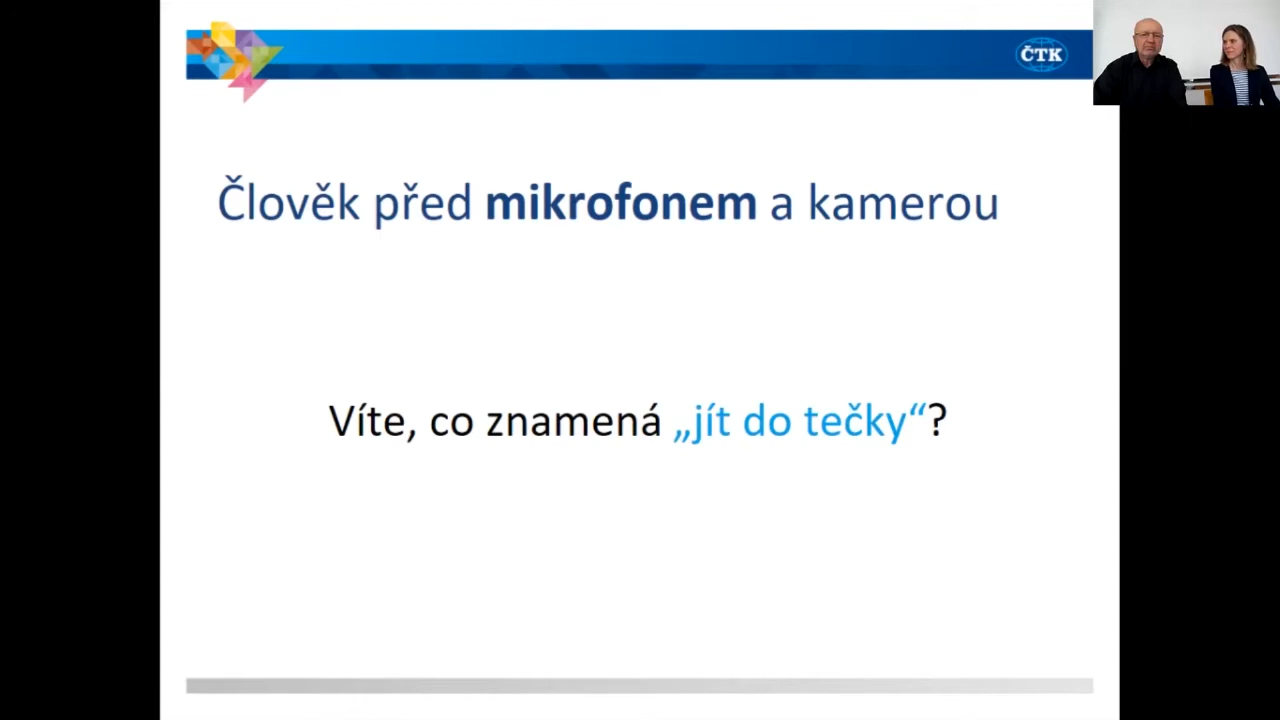 ČTK
Člověk před mikrofonem a kamerou
Víte, co znamená „jít do tečky“?